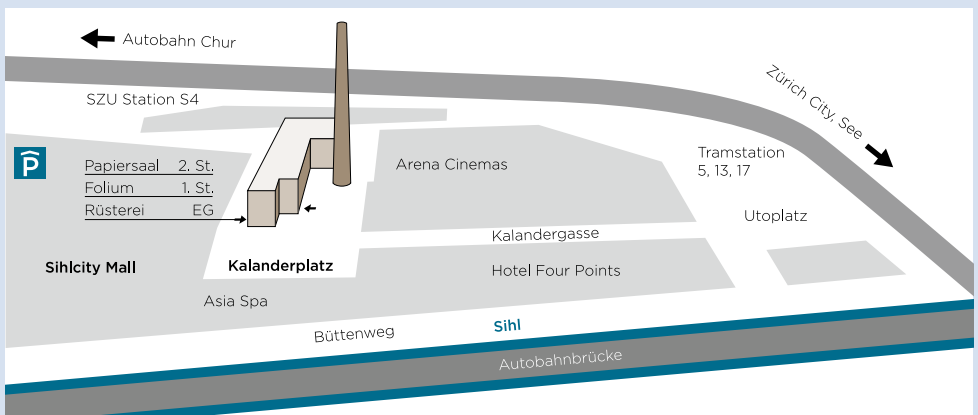 Autobahn Chur
Zürich City, See
SZU Station S4
P
Papiersaal 2. St.
Folium 1. St.
Rüsterei EG
Arena Cinemas
Tramstation
5, 13, 17
Utoplatz
Kalandergasse
Sihlcity Mall
Kalanderplatz
Hotel Four Points
Asia Spa
Büttenweg
Sihl
Autobahnbrücke